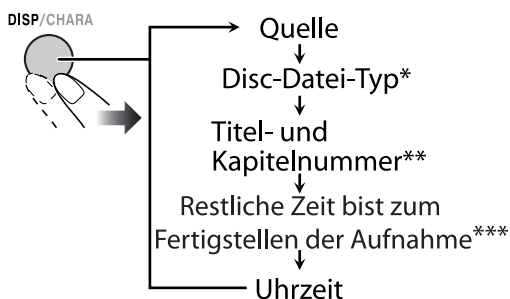 DISP/CHARA
Quelle
Disc-Datei-Typ*
Titel- und
Kapitelnummer**
Restliche Zeit bist zum
Fertigstellen der Aufnahme***
Uhrzeit